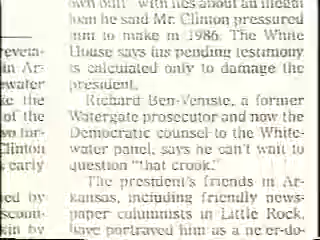 own butt" with lies about an illegal
loan he said Mr. Clinton pressured
him to make in 1986. The White
House says his pending testimony
is calculated only to damage the
president.
Richard Ben-Veniste, a former
Watergate prosecutor and now the
Democratic counsel to the White-
water panel, says he can't wait to
question "that crook."
The president's friends in Ar-
kansas, including friendly news-
paper columnists in Little Rock,
have portrayed him as a ne'er-do-
reveta-
in Ar-
ewater
te the
of the
Clinton
early
ed by
scoun-
kin by